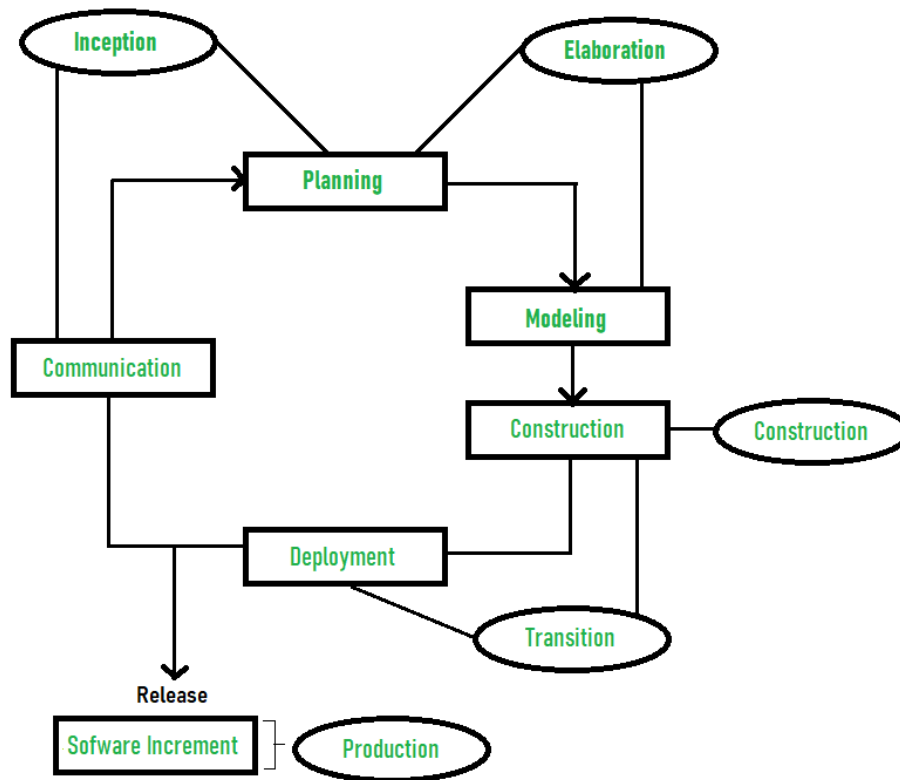 Inception
Elaboration
Planning
Modeling
Communication
Construction
Construction
Deployment
Transition
Release
Sofware Increment
Production